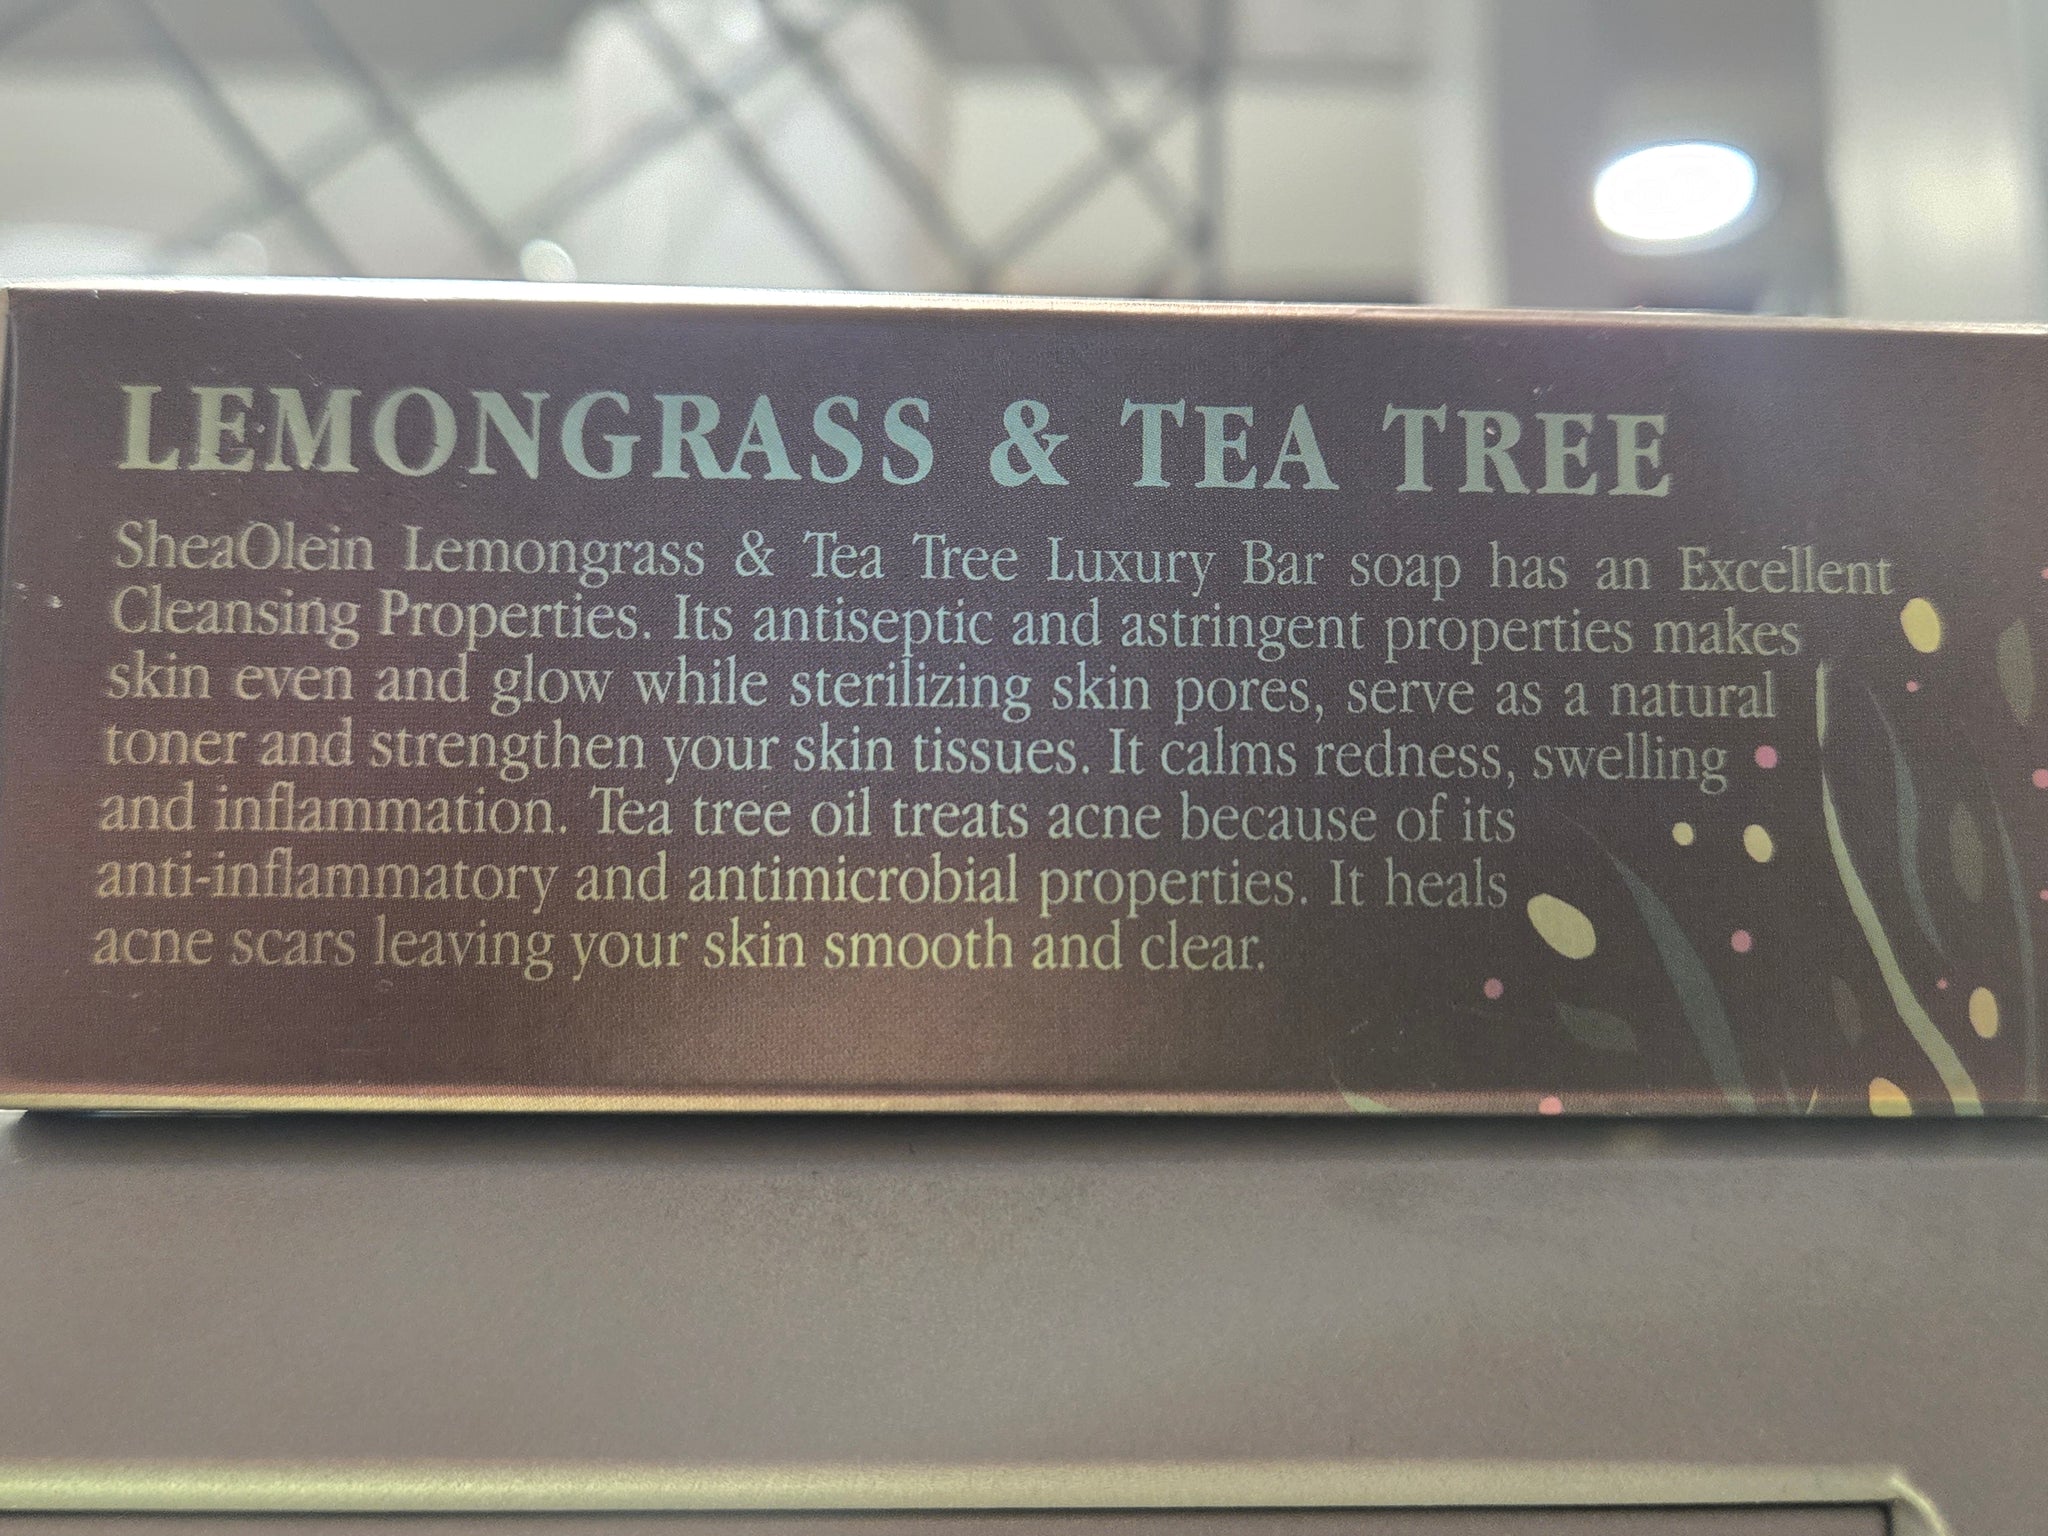 LEMONGRASS & TEA TREE
SheaOlein Lemongrass & Tea Tree Luxury Bar soap has an Excellent
Cleansing Properties. Its antiseptic and astringent properties makes
skin even and glow while sterilizing skin pores, serve as a natural
toner and strengthen your skin tissues. It calms redness, swelling
and inflammation. Tea tree oil treats acne because of its
anti-inflammatory and antimicrobial properties. It heals
acne scars leaving your skin smooth and clear.